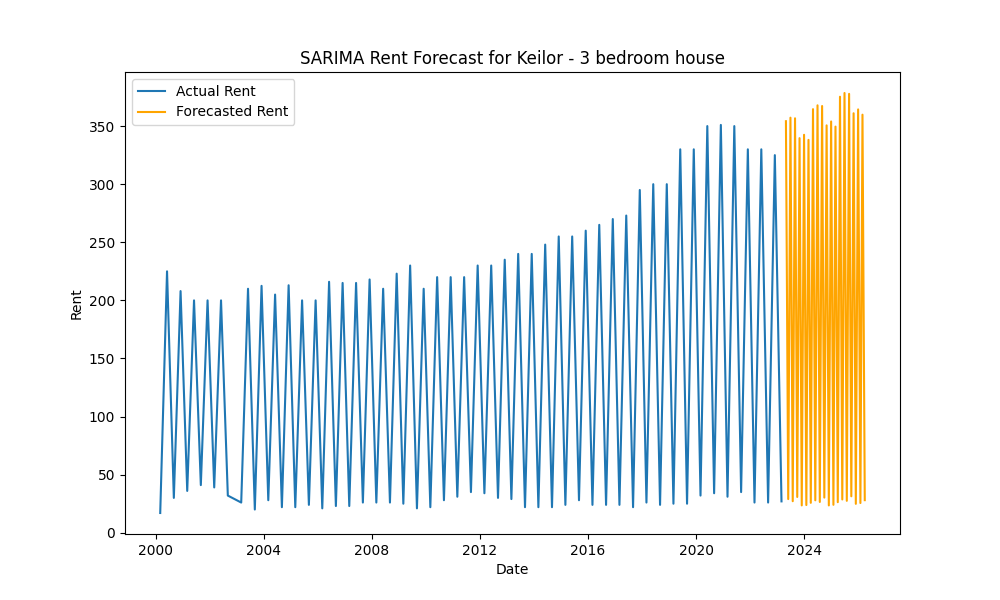 SARIMA Rent Forecast for Keilor - 3 bedroom house
Actual Rent
Forecasted Rent
350
300
250
200
150
100
50
0
Rent
2000 2004 2008 2012 2016 2020 2024
Date